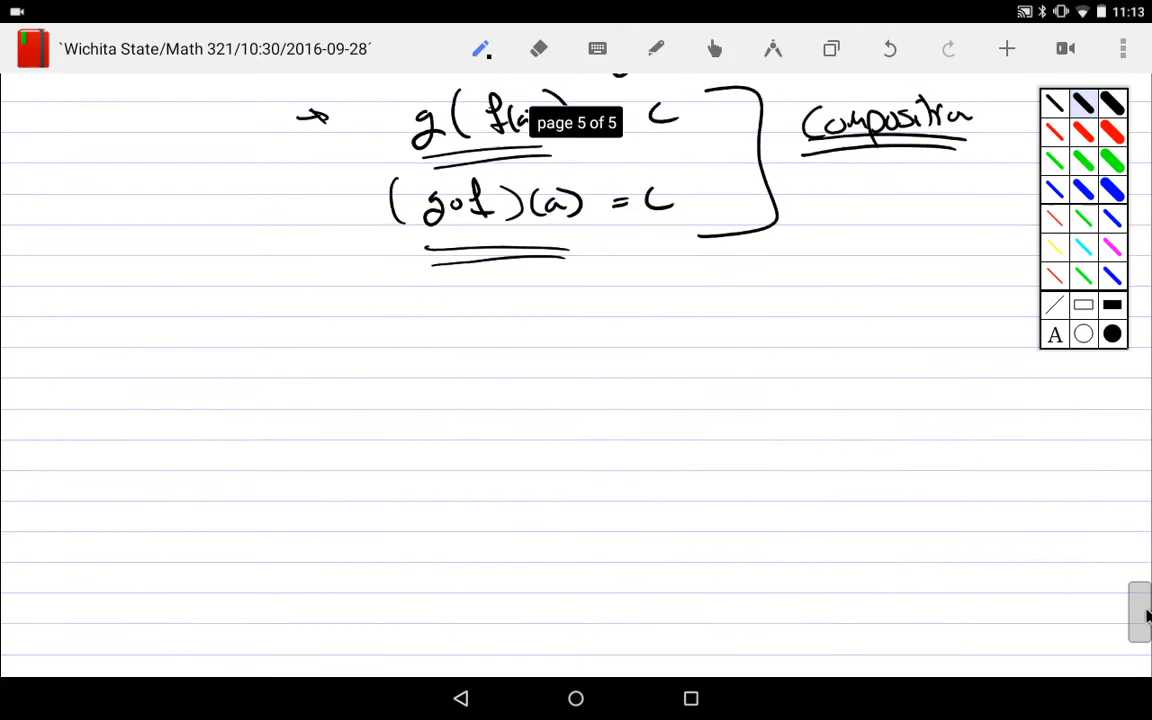 11:13
`Wichita State/Math 321/10:30/2016-09-28´
→ g(f(a = C
page 5 of 5
Composition
(g∘f)(a) = C
A